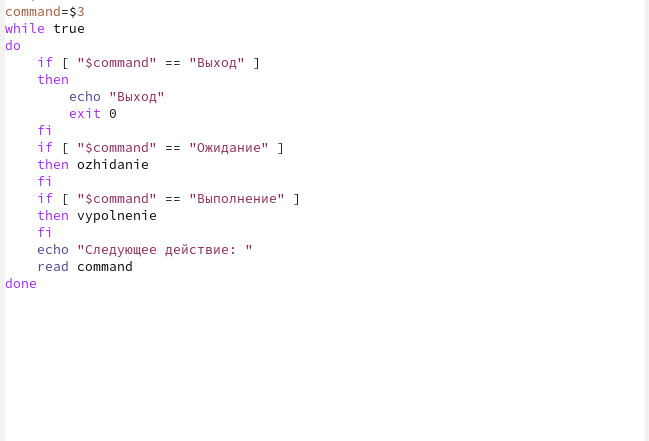 command=$3
while true
do
    if [ "$command" == "Выход" ]
    then
        echo "Выход"
        exit 0
    fi
    if [ "$command" == "Ожидание" ]
    then ozhidanie
    fi
    if [ "$command" == "Выполнение" ]
    then vypolnenie
    fi
    echo "Следующее действие: "
    read command
done